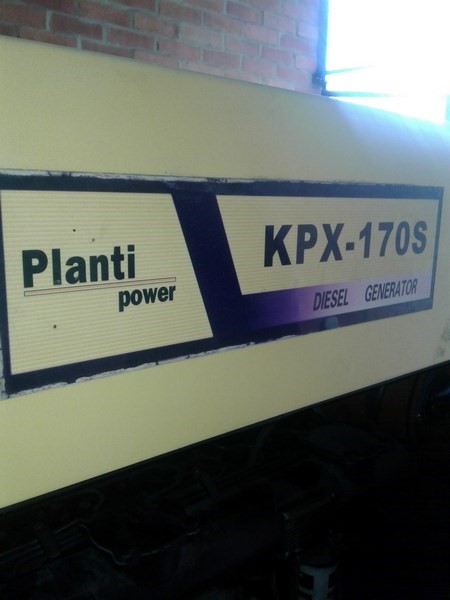 Planti
power
KPX-170S
DIESEL GENERATOR